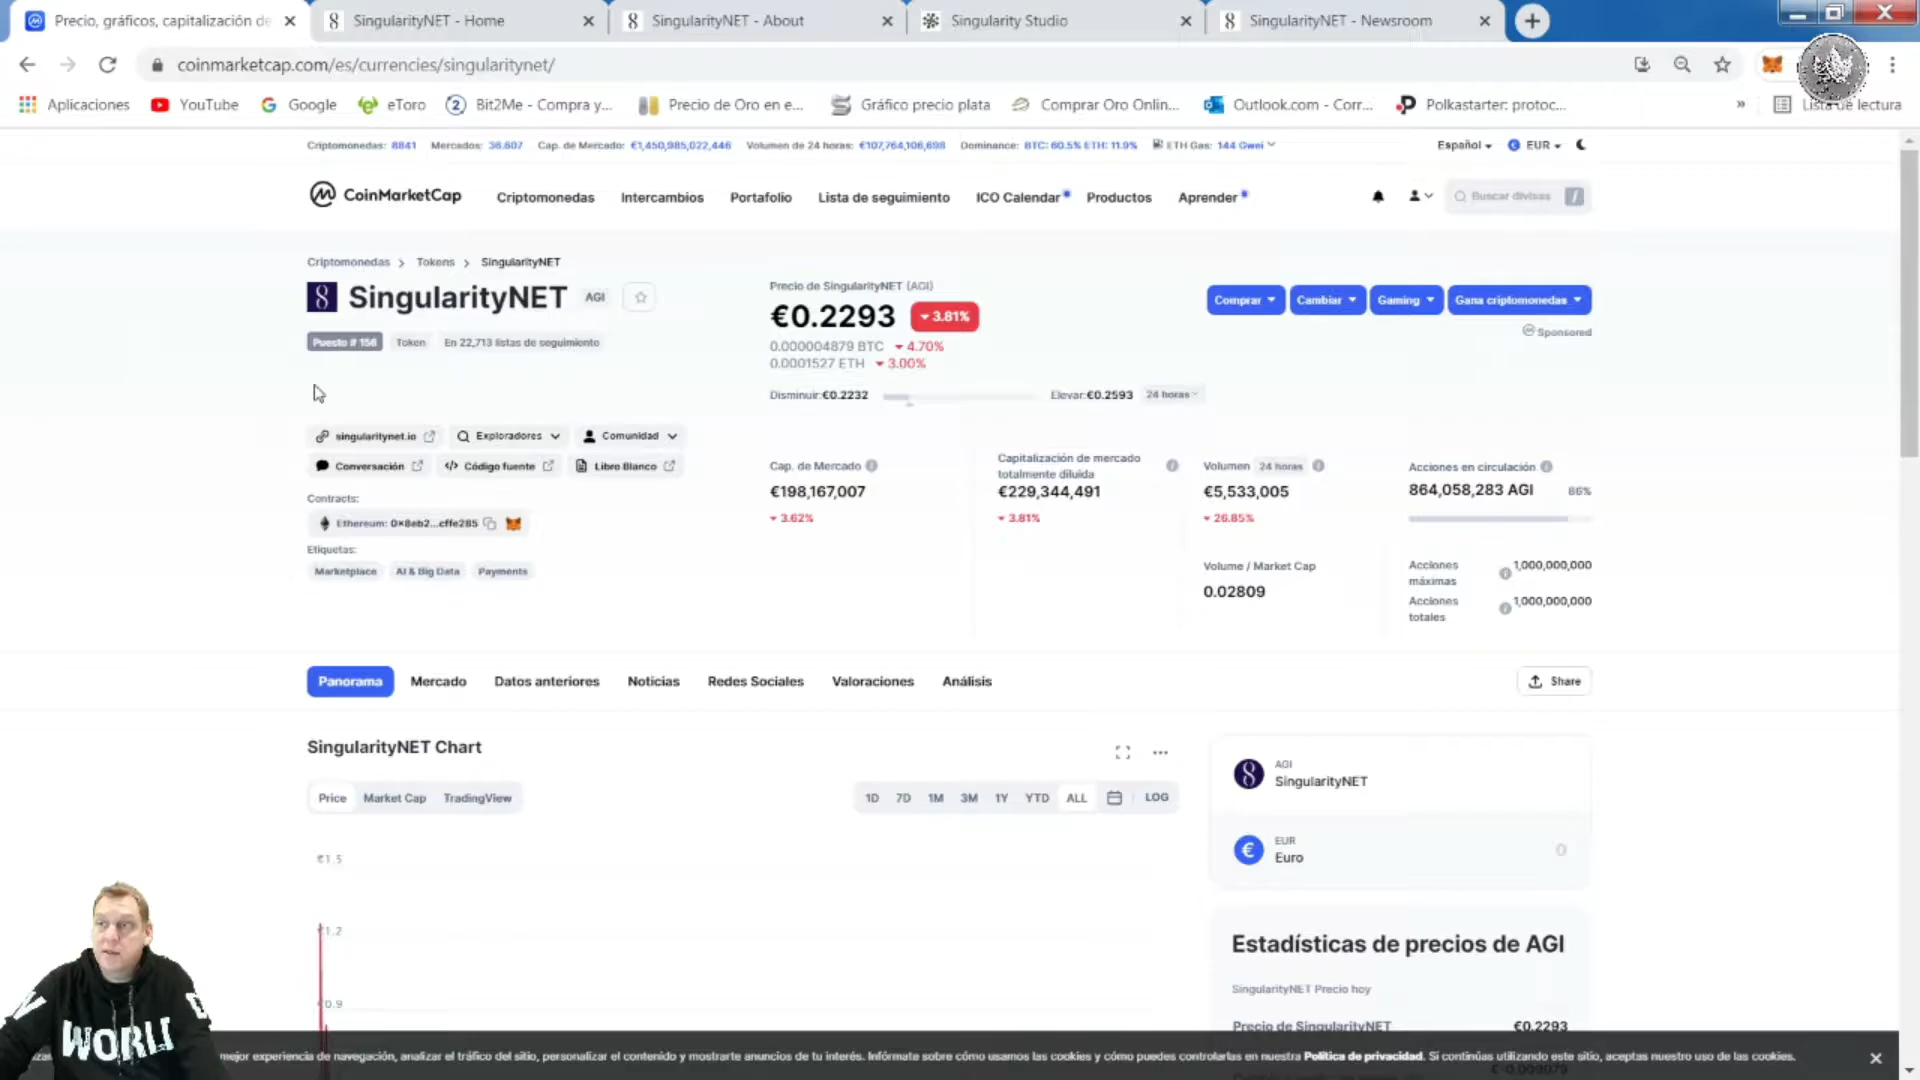 Precio, gráficos, capitalización de
SingularityNET - Home
SingularityNET - About
Singularity Studio
SingularityNET - Newsroom
coinmarketcap.com/es/currencies/singularitynet/
Aplicaciones
YouTube
Google
eToro
Bit2Me - Compra y...
Precio de Oro en e...
Gráfico precio plata
Comprar Oro Onlin...
Outlook.com - Corr...
Polkastarter: protoc...
»
Lista de lectura
Criptomonedas: 8841 Mercados: 36.607 Cap. de Mercado: €1,450,985,022,446 Volumen de 24 horas: €107,764,106,698 Dominance: BTC: 60.5% ETH: 11.9% ETH Gas: 144 Gwei
Español
EUR
CoinMarketCap
Criptomonedas
Intercambios
Portafolio
Lista de seguimiento
ICO Calendar
Productos
Aprender
Buscar divisas
/
Criptomonedas > Tokens > SingularityNET
SingularityNET AGI
Puesto # 156 Token En 22,713 listas de seguimiento
Precio de SingularityNET (AGI)
€0.2293 3.81%
0.000004879 BTC 4.70%
0.0001527 ETH 3.00%
Disminuir:€0.2232 Elevar:€0.2593 24 horas
Comprar
Cambiar
Gaming
Gana criptomonedas
Sponsored
singularitynet.io
Exploradores
Comunidad
Conversación
Código fuente
Libro Blanco
Contracts:
Ethereum: 0x8eb2...cffe285
Etiquetas:
Marketplace
AI & Big Data
Payments
Cap. de Mercado
€198,167,007
3.62%
Capitalización de mercado
totalmente diluida
€229,344,491
3.81%
Volumen 24 horas
€5,533,005
26.85%
Volume / Market Cap
0.02809
Acciones en circulación
864,058,283 AGI 86%
Acciones
máximas
1,000,000,000
Acciones
totales
1,000,000,000
Panorama
Mercado
Datos anteriores
Noticias
Redes Sociales
Valoraciones
Análisis
Share
SingularityNET Chart
Price
Market Cap
TradingView
1D
7D
1M
3M
1Y
YTD
ALL
LOG
€1.5
€1.2
€0.9
AGI
SingularityNET
EUR
Euro
0
Estadísticas de precios de AGI
SingularityNET Precio hoy
Precio de SingularityNET €0.2293
WORLD
mejor experiencia de navegación, analizar el tráfico del sitio, personalizar el contenido y mostrarte anuncios de tu interés. Infórmate sobre cómo usamos las cookies y cómo puedes controlarlas en nuestra Política de privacidad. Si continúas utilizando este sitio, aceptas nuestro uso de las cookies.